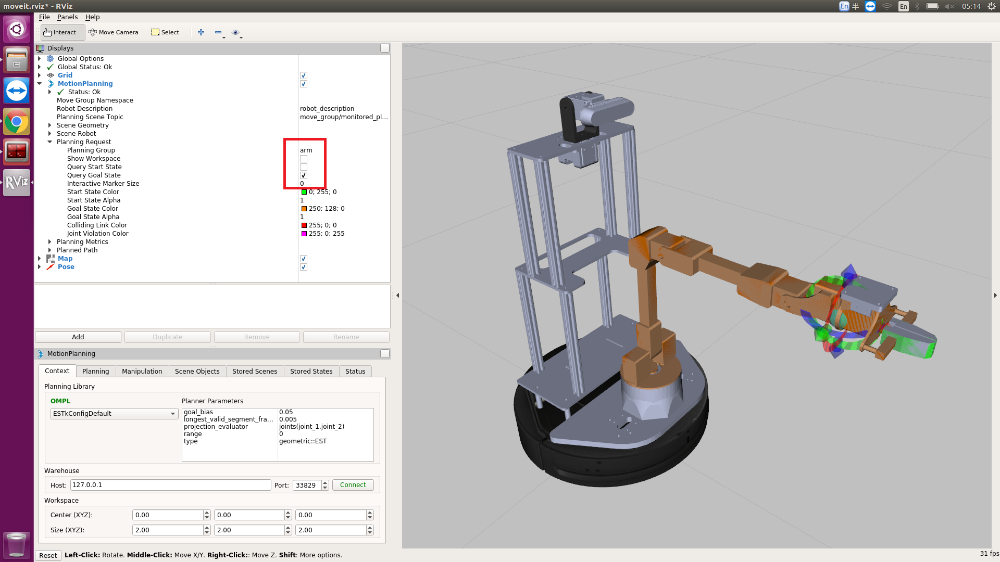 moveit.rviz* - RViz
En 半 En 05:14
File Panels Help
Interact Move Camera Select
Displays
Global Options
Global Status: Ok
Grid
MotionPlanning
Status: Ok
Move Group Namespace
Robot Description robot_description
Planning Scene Topic move_group/monitored_pl...
Scene Geometry
Scene Robot
Planning Request
Planning Group arm
Show Workspace
Query Start State
Query Goal State
Interactive Marker Size 0
Start State Color 0; 255; 0
Start State Alpha 1
Goal State Color 250; 128; 0
Goal State Alpha 1
Colliding Link Color 255; 0; 0
Joint Violation Color 255; 0; 255
Planning Metrics
Planned Path
Map
Pose
RViz
Add Duplicate Remove Rename
MotionPlanning
Context Planning Manipulation Scene Objects Stored Scenes Stored States Status
Planning Library
OMPL
ESTkConfigDefault
Planner Parameters
goal_bias 0.05
longest_valid_segment_fra... 0.005
projection_evaluator joints(joint_1,joint_2)
range 0
type geometric::EST
Warehouse
Host: 127.0.0.1 Port: 33829 Connect
Workspace
Center (XYZ): 0.00 0.00 0.00
Size (XYZ): 2.00 2.00 2.00
Reset Left-Click: Rotate. Middle-Click: Move X/Y. Right-Click:: Move Z. Shift: More options.
31 fps